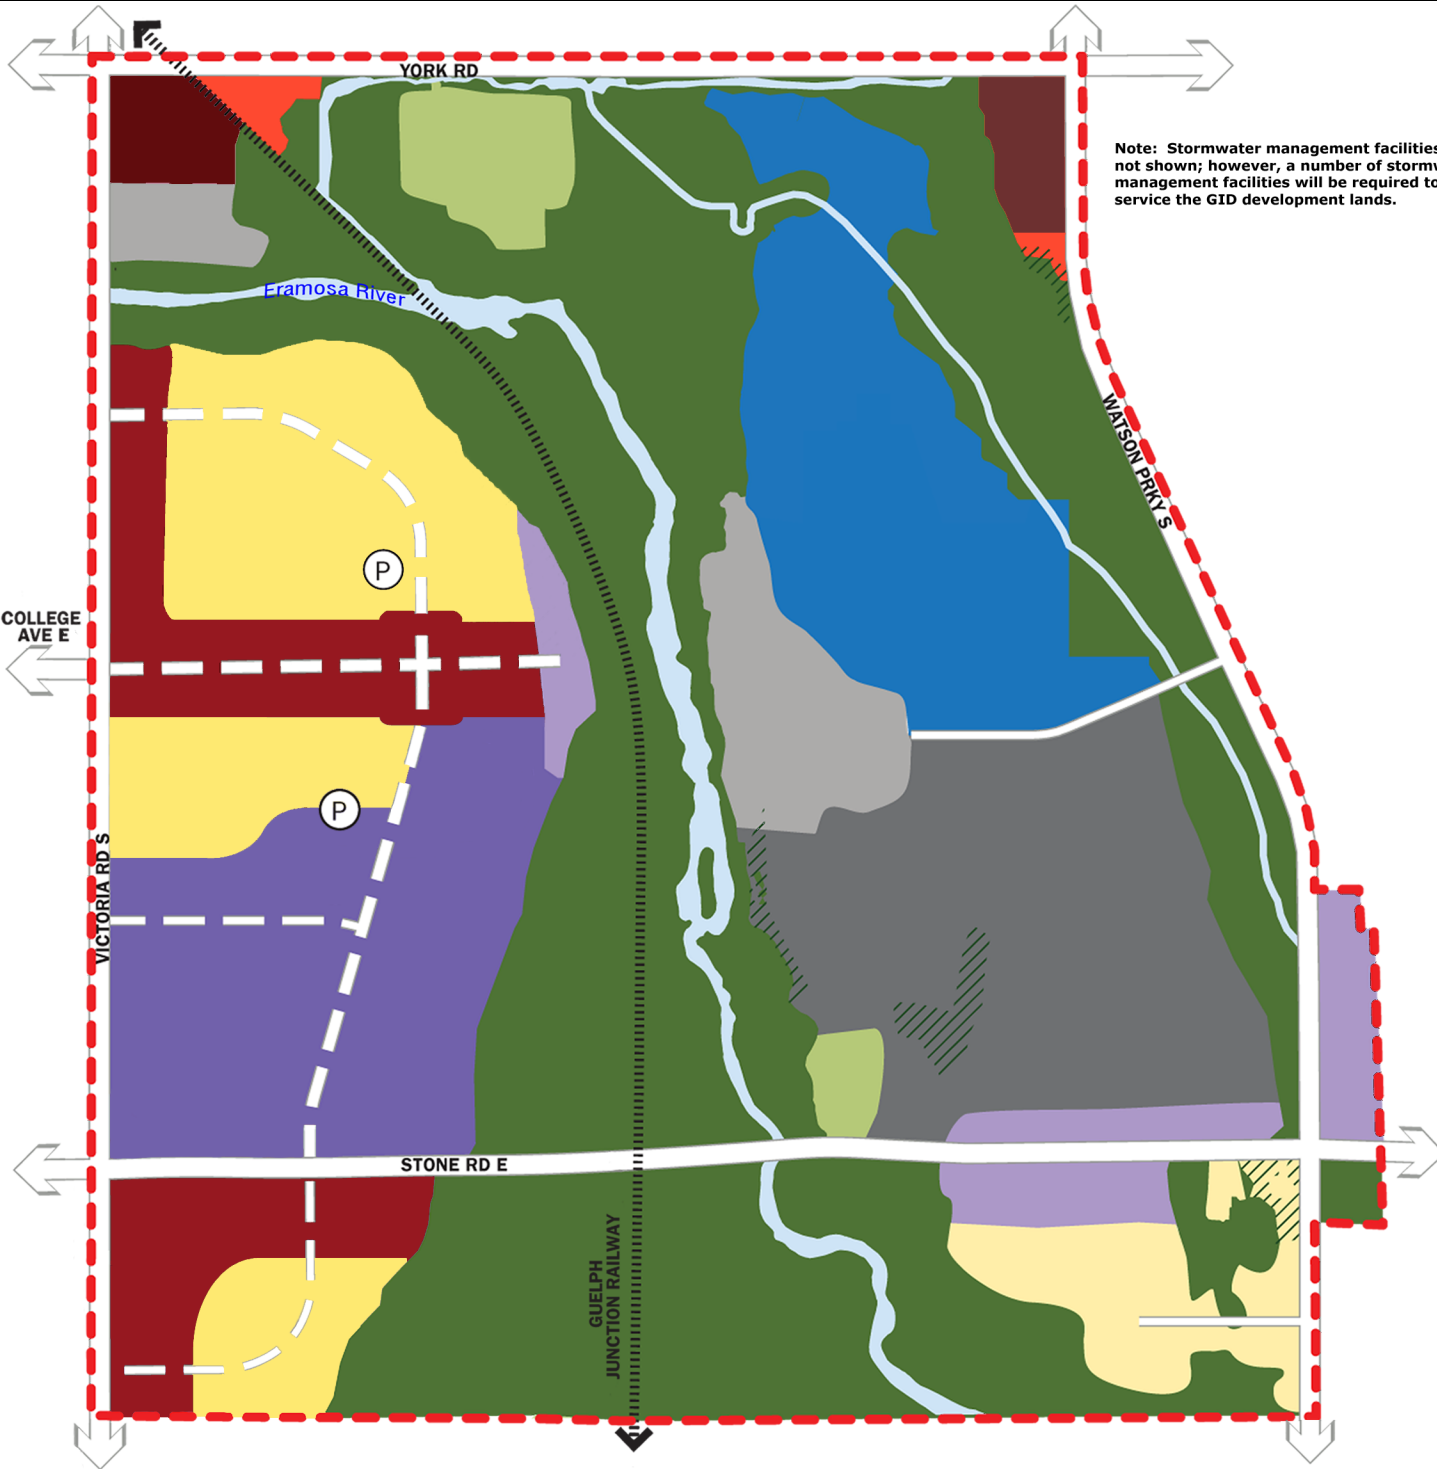 YORK RD
Note: Stormwater management facilities
not shown; however, a number of
management facilities will be required to
service the GID development lands.
Eramosa River
WATSON PRKY S
P
COLLEGE
AVE E
P
VICTORIA RD S
STONE RD E
GUELPH
JUNCTION RAILWAY